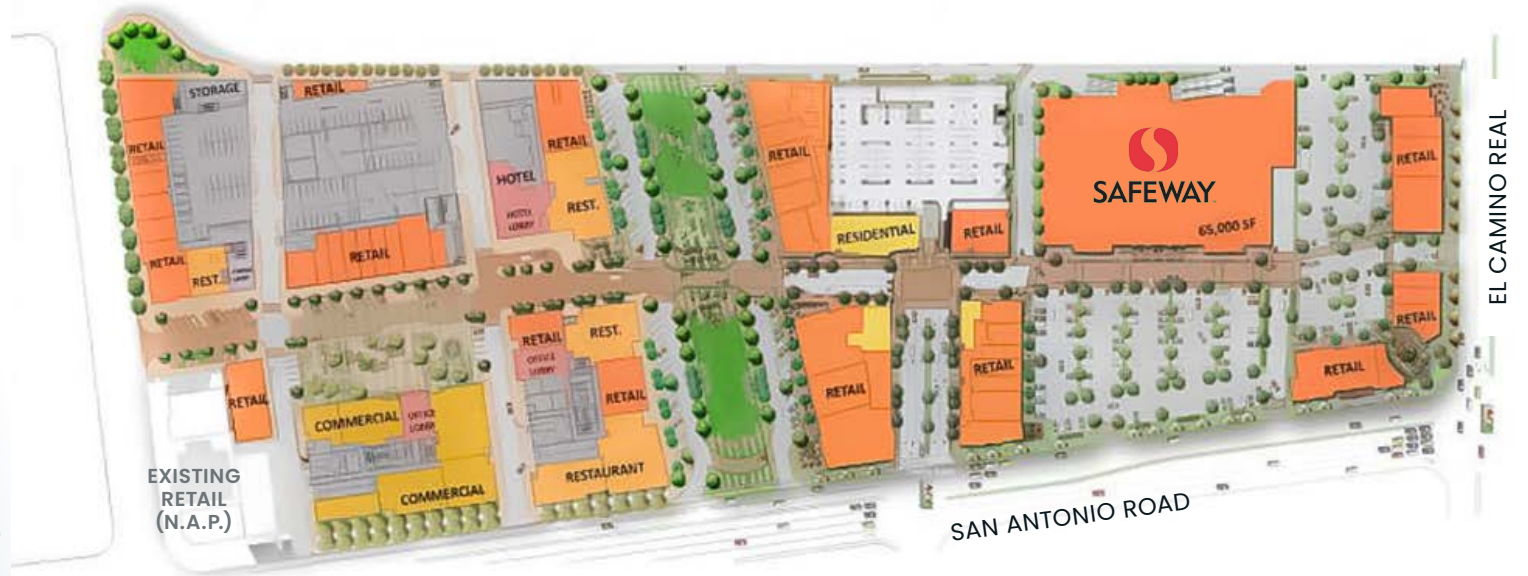 STORAGE
RETAIL
RETAIL
RETAIL
REST.
RETAIL
RETAIL
HOTEL
HOTEL
LOBBY
RETAIL
REST.
RETAIL
RESIDENTIAL
RETAIL
SAFEWAY
65,000 SF
RETAIL
EL CAMINO REAL
RETAIL
RETAIL
RETAIL
RETAIL
RETAIL
REST.
OFFICE
LOBBY
RETAIL
RESTAURANT
COMMERCIAL
OFFICE
LOBBY
COMMERCIAL
RETAIL
EXISTING
RETAIL
(N.A.P.)
SAN ANTONIO ROAD